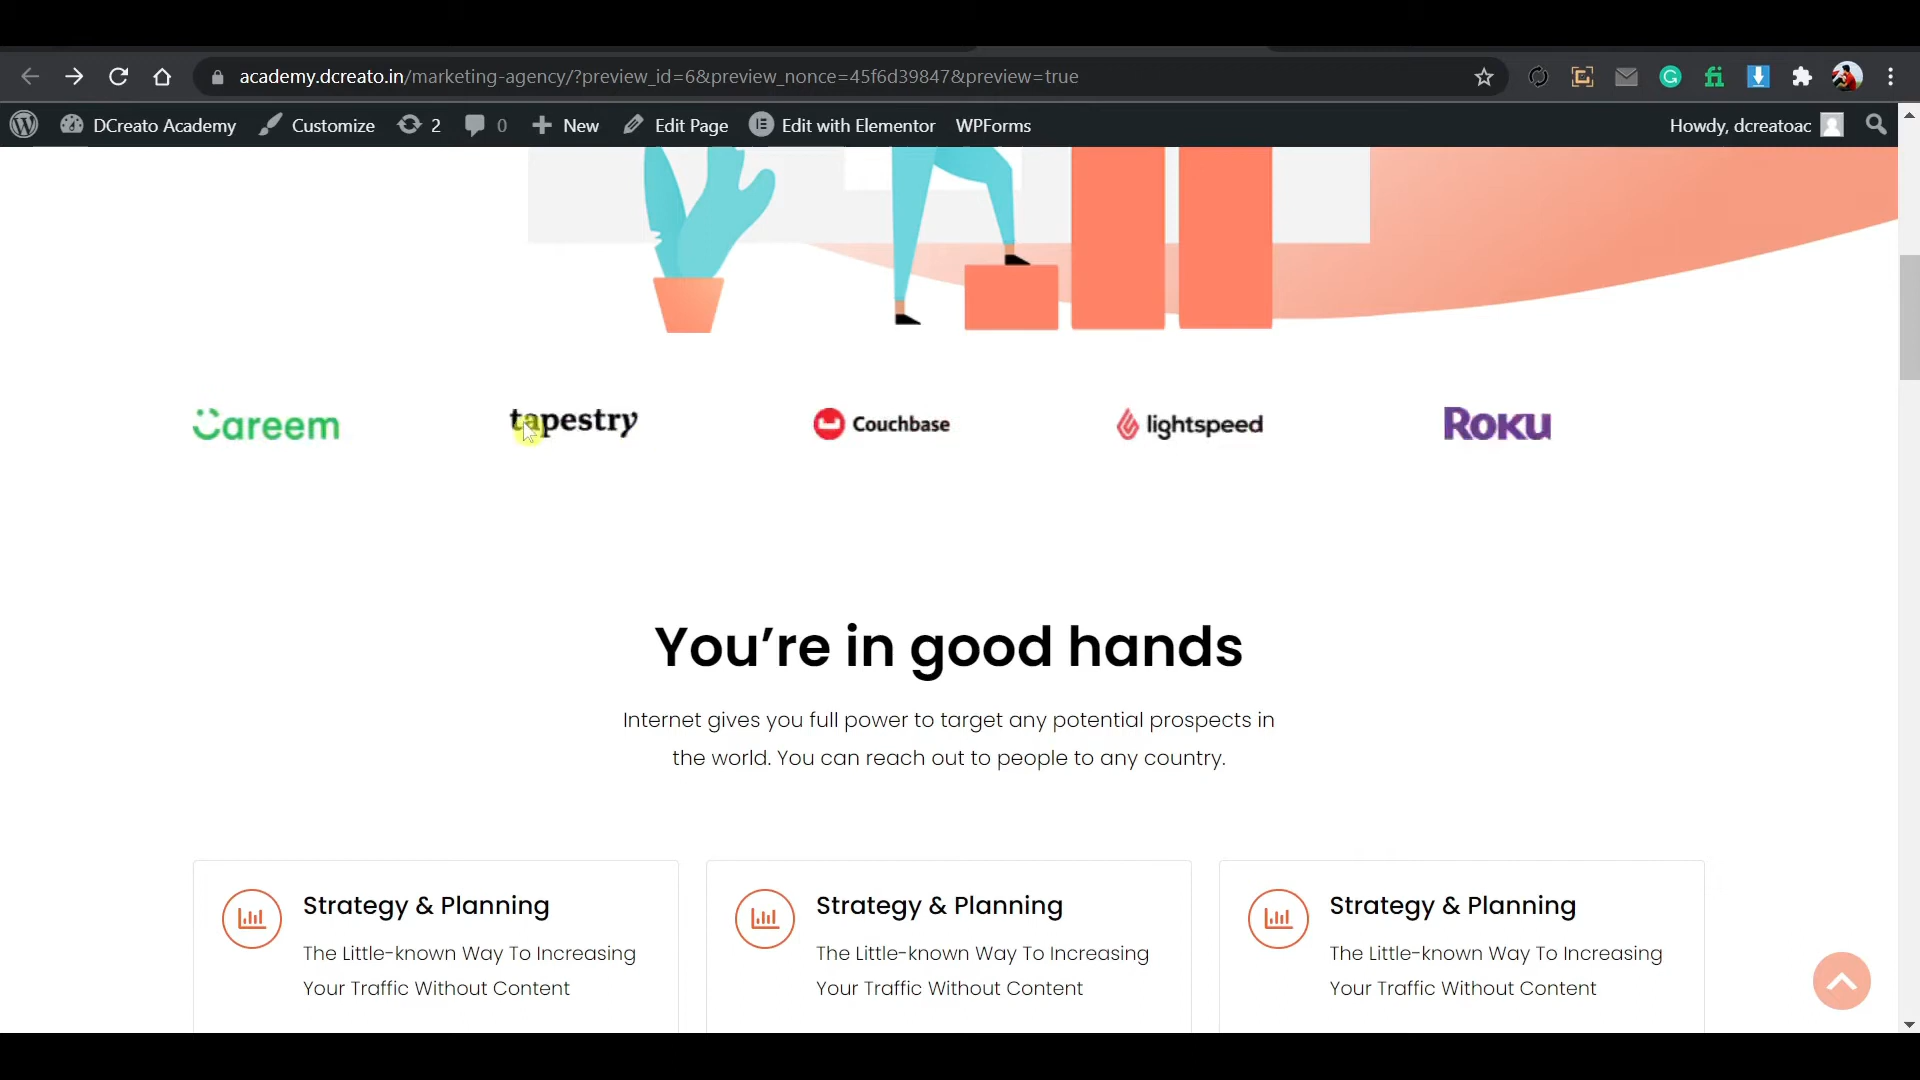 academy.dcreato.in/marketing-agency/?preview_id=6&preview_nonce=45f6d39847&preview=true
DCreato Academy Customize 2 0 New Edit Page Edit with Elementor WPForms Howdy, dcreatoac
Careem tapestry Couchbase lightspeed Roku
You’re in good hands
Internet gives you full power to target any potential prospects in
the world. You can reach out to people to any country.
Strategy & Planning
The Little-known Way To Increasing
Your Traffic Without Content
Strategy & Planning
The Little-known Way To Increasing
Your Traffic Without Content
Strategy & Planning
The Little-known Way To Increasing
Your Traffic Without Content